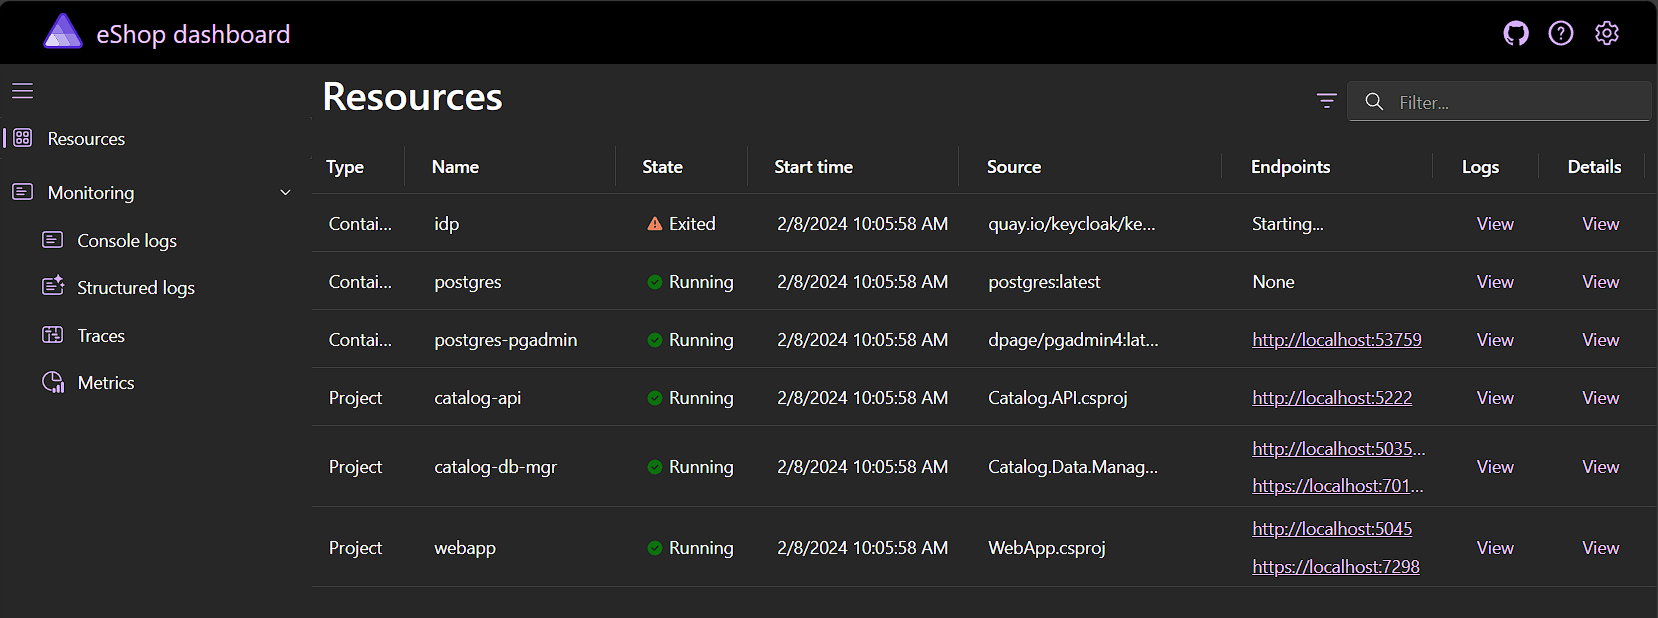 eShop dashboard
Resources
Filter...
Resources
Monitoring
Console logs
Structured logs
Traces
Metrics
Type Name State Start time Source Endpoints Logs Details
Contai... idp Exited 2/8/2024 10:05:58 AM quay.io/keycloak/ke... Starting... View View
Contai... postgres Running 2/8/2024 10:05:58 AM postgres:latest None View View
Contai... postgres-pgadmin Running 2/8/2024 10:05:58 AM dpage/pgadmin4:lat... http://localhost:53759 View View
Project catalog-api Running 2/8/2024 10:05:58 AM Catalog.API.csproj http://localhost:5222 View View
Project catalog-db-mgr Running 2/8/2024 10:05:58 AM Catalog.Data.Manag... http://localhost:5035... View View
https://localhost:701...
Project webapp Running 2/8/2024 10:05:58 AM WebApp.csproj http://localhost:5045 View View
https://localhost:7298